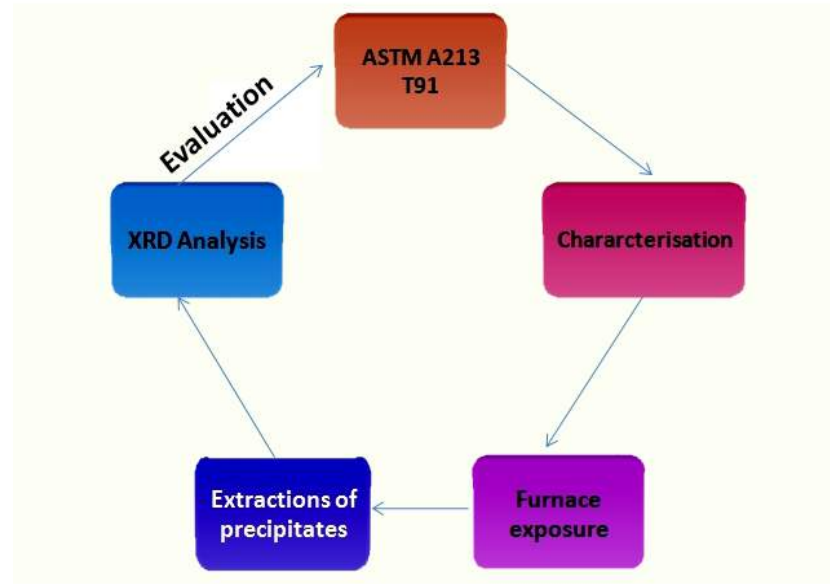 ASTM A213
T91
Evaluation
XRD Analysis
Chararcterisation
Extractions of
precipitates
Furnace
exposure